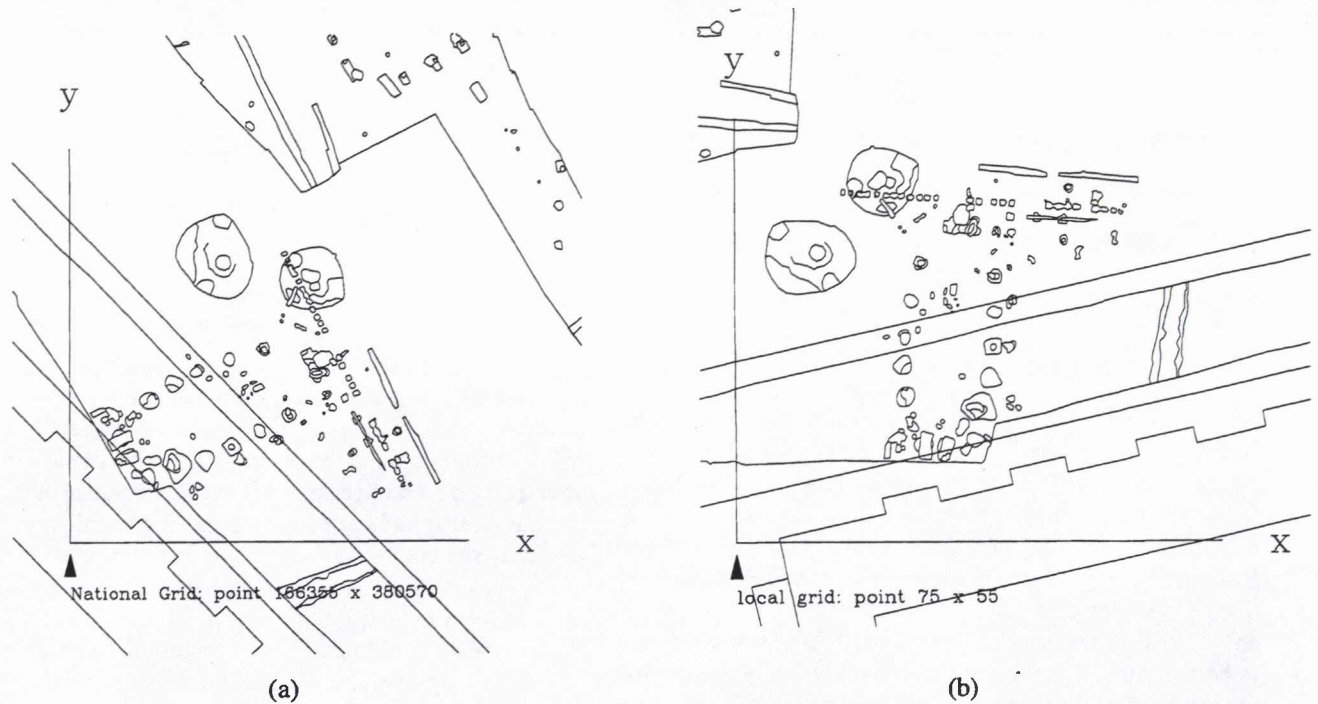 y
x
National Grid: point 166355 x 380570
(a)
y
x
local grid: point 75 x 55
(b)